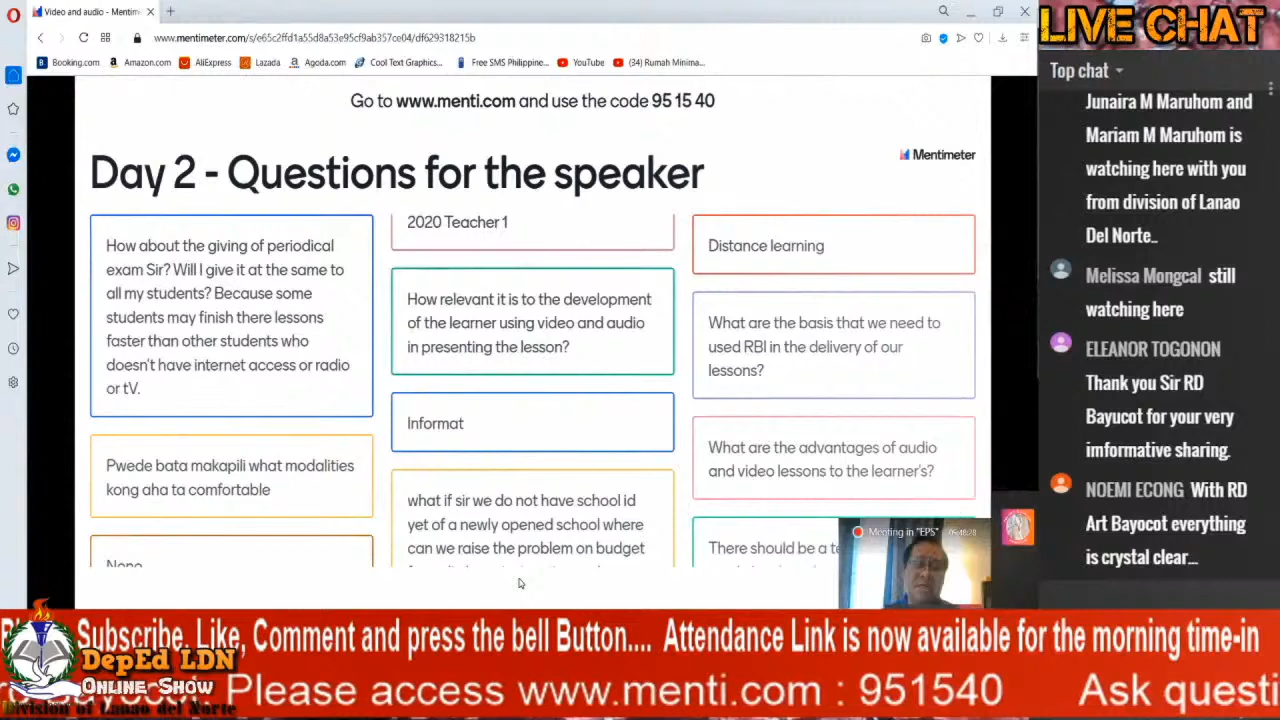 Video and audio - Mentim
www.mentimeter.com/s/e65c2ffd1a55d8a53e95cf9ab357ce04/df629318215b
Booking.com
Amazon.com
AliExpress
Lazada
Agoda.com
Cool Text Graphics...
Free SMS Philippine...
YouTube
(34) Rumah Minima...
Go to www.menti.com and use the code 95 15 40
Mentimeter
Day 2 - Questions for the speaker
How about the giving of periodical
exam Sir? Will I give it at the same to
all my students? Because some
students may finish there lessons
faster than other students who
doesn't have internet access or radio
or tV.
Pwede bata makapili what modalities
kong aha ta comfortable
None
2020 Teacher 1
How relevant it is to the development
of the learner using video and audio
in presenting the lesson?
Informat
what if sir we do not have school id
yet of a newly opened school where
can we raise the problem on budget
Distance learning
What are the basis that we need to
used RBI in the delivery of our
lessons?
What are the advantages of audio
and video lessons to the learner's?
There should be a te
Meeting in "EPS"
LIVE CHAT
Top chat
Junaira M Maruhom and
Mariam M Maruhom is
watching here with you
from division of Lanao
Del Norte..
Melissa Mongcal still
watching here
ELEANOR TOGONON
Thank you Sir RD
Bayucot for your very
imformative sharing.
NOEMI ECONG With RD
Art Bayocot everything
is crystal clear...
Subscribe, Like, Comment and press the bell Button.... Attendance Link is now available for the morning time-in
DepEd LDN
Online Show
Division of Lanao del Norte
Please access www.menti.com : 951540 Ask questi